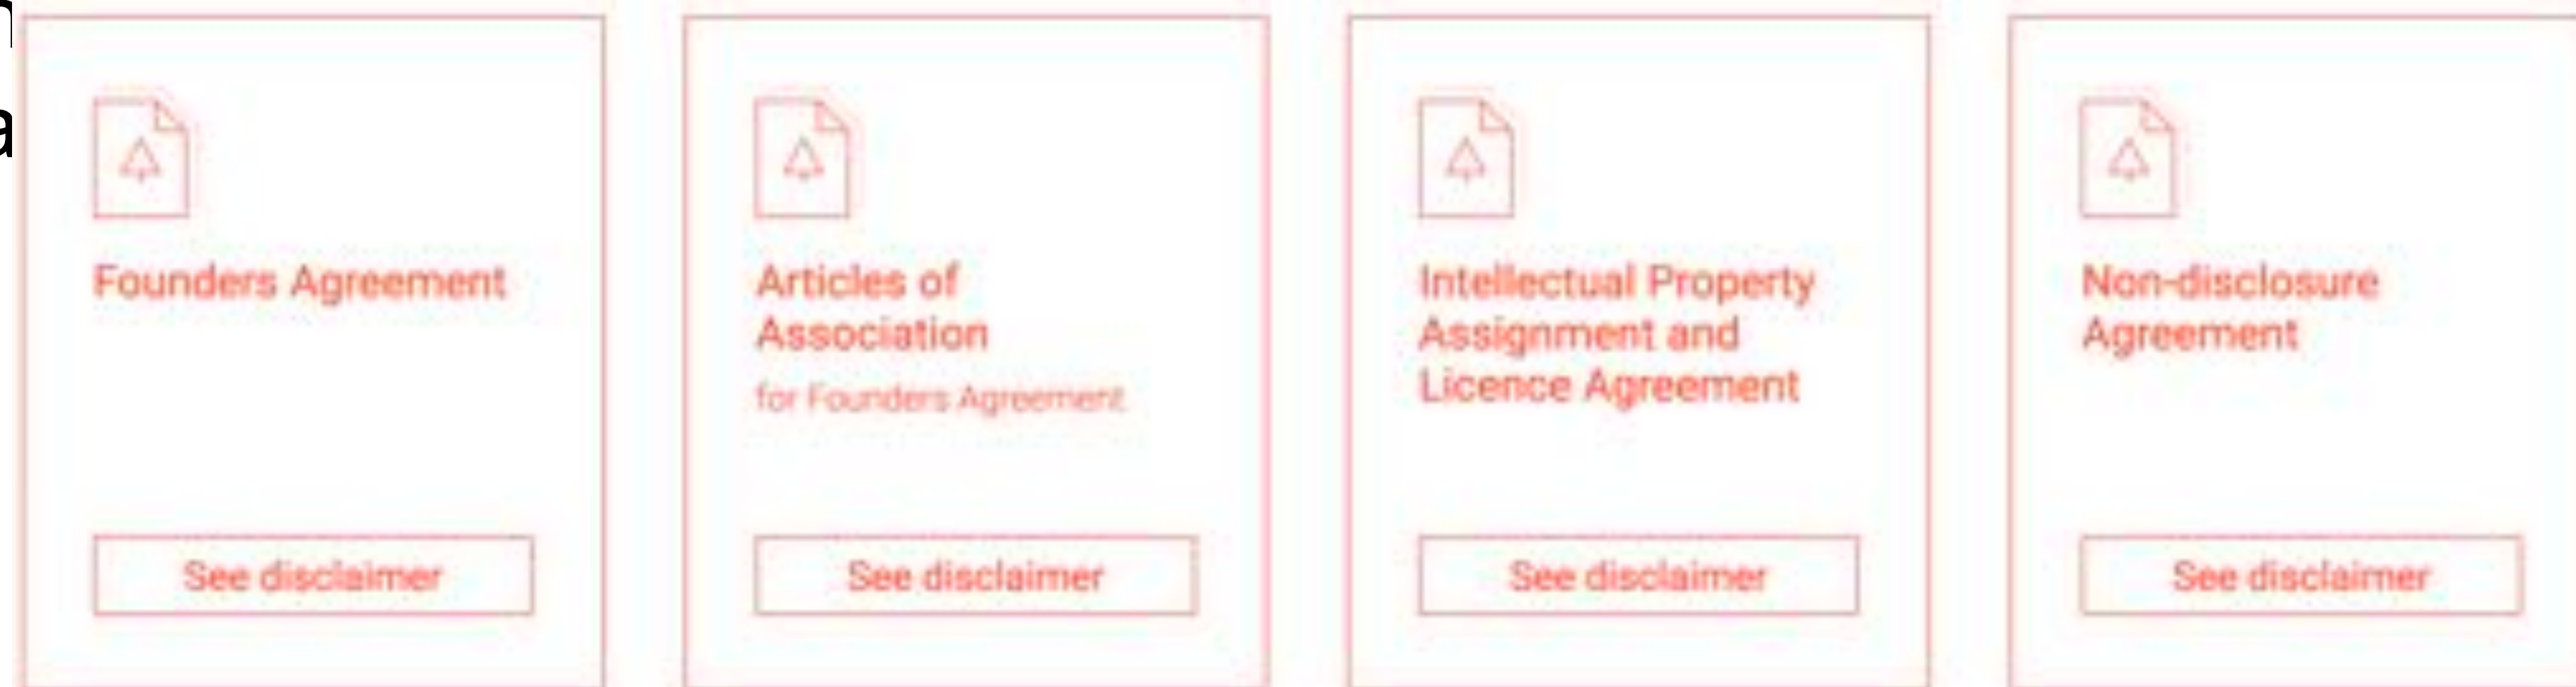 Founders Agreement
See disclaimer
Articles of
Association
for Founders Agreement
See disclaimer
Intellectual Property
Assignment and
Licence Agreement
See disclaimer
Non-disclosure
Agreement
See disclaimer